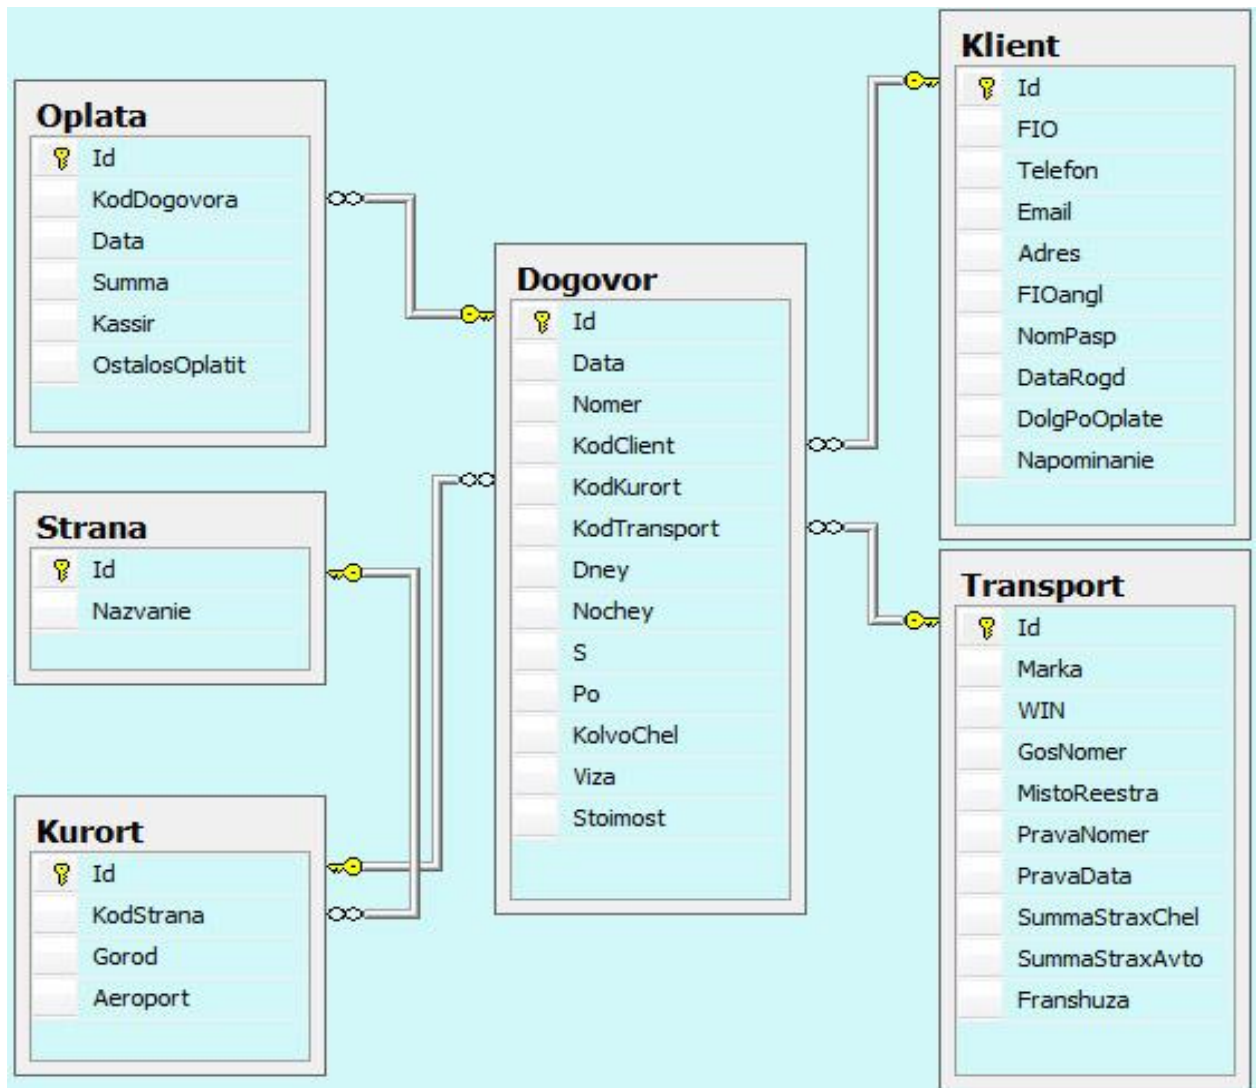 Oplata
Id
KodDogovora
Data
Summa
Kassir
OstalosOplatit
Strana
Id
Nazvanie
Kurort
Id
KodStrana
Gorod
Aeroport
Dogovor
Id
Data
Nomer
KodClient
KodKurort
KodTransport
Dney
Nochey
S
Po
KolvoChel
Viza
Stoimost
Klient
Id
FIO
Telefon
Email
Adres
FIOangl
NomPasp
DataRogd
DolgPoOplate
Napominanie
Transport
Id
Marka
WIN
GosNomer
MistoReestra
PravaNomer
PravaData
SummaStraxChel
SummaStraxAvto
Franshuza